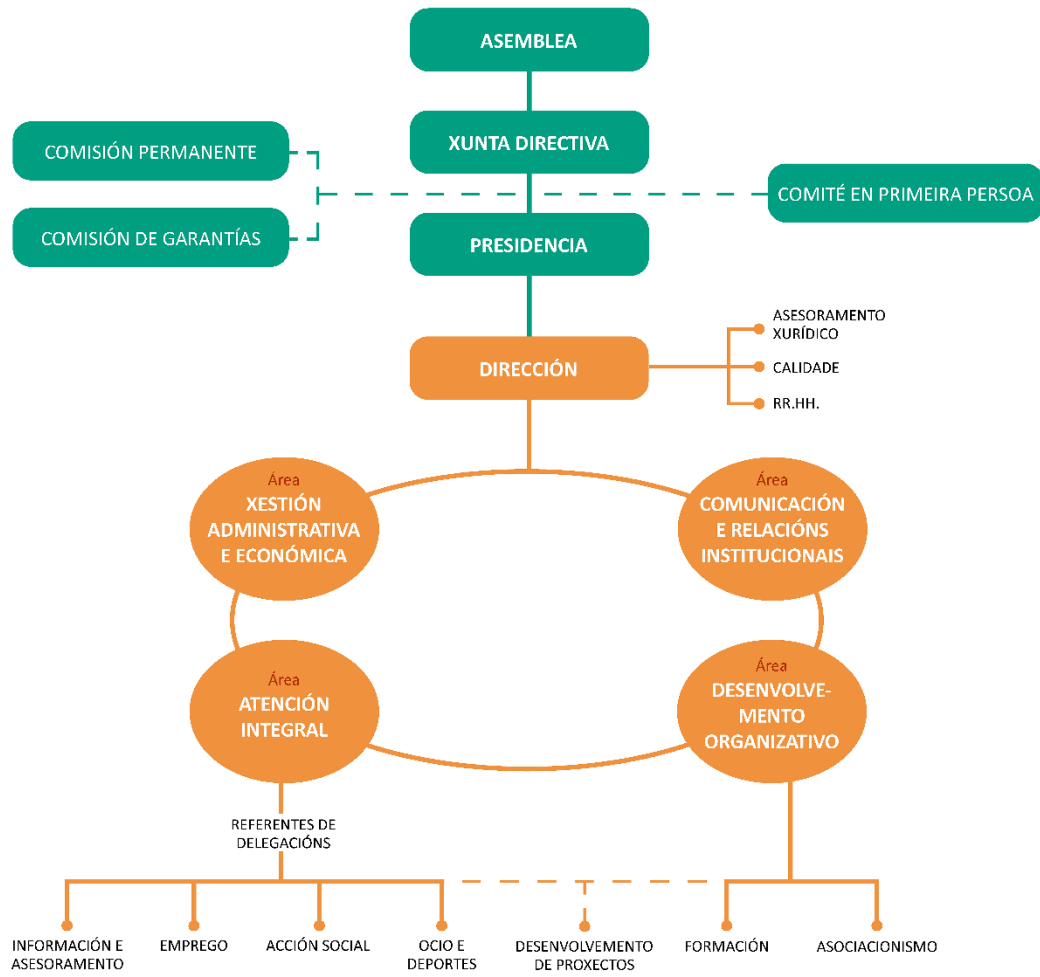 ASEMBLEA
XUNTA DIRECTIVA
COMISIÓN PERMANENTE
COMISIÓN DE GARANTÍAS
COMITÉ EN PRIMEIRA PERSOA
PRESIDENCIA
DIRECCIÓN
ASESORAMENTO
XURÍDICO
CALIDADE
RR.HH.
Área
XESTIÓN
ADMINISTRATIVA
E ECONÓMICA
Área
COMUNICACIÓN
E RELACIÓNS
INSTITUCIONAIS
Área
ATENCIÓN
INTEGRAL
Área
DESENVOLVE-
MENTO
ORGANIZATIVO
REFERENTES DE
DELEGACIÓNS
INFORMACIÓN E
ASESORAMENTO
EMPREGO
ACCIÓN SOCIAL
OCIO E
DEPORTES
DESENVOLVEMENTO
DE PROXECTOS
FORMACIÓN
ASOCIACIONISMO